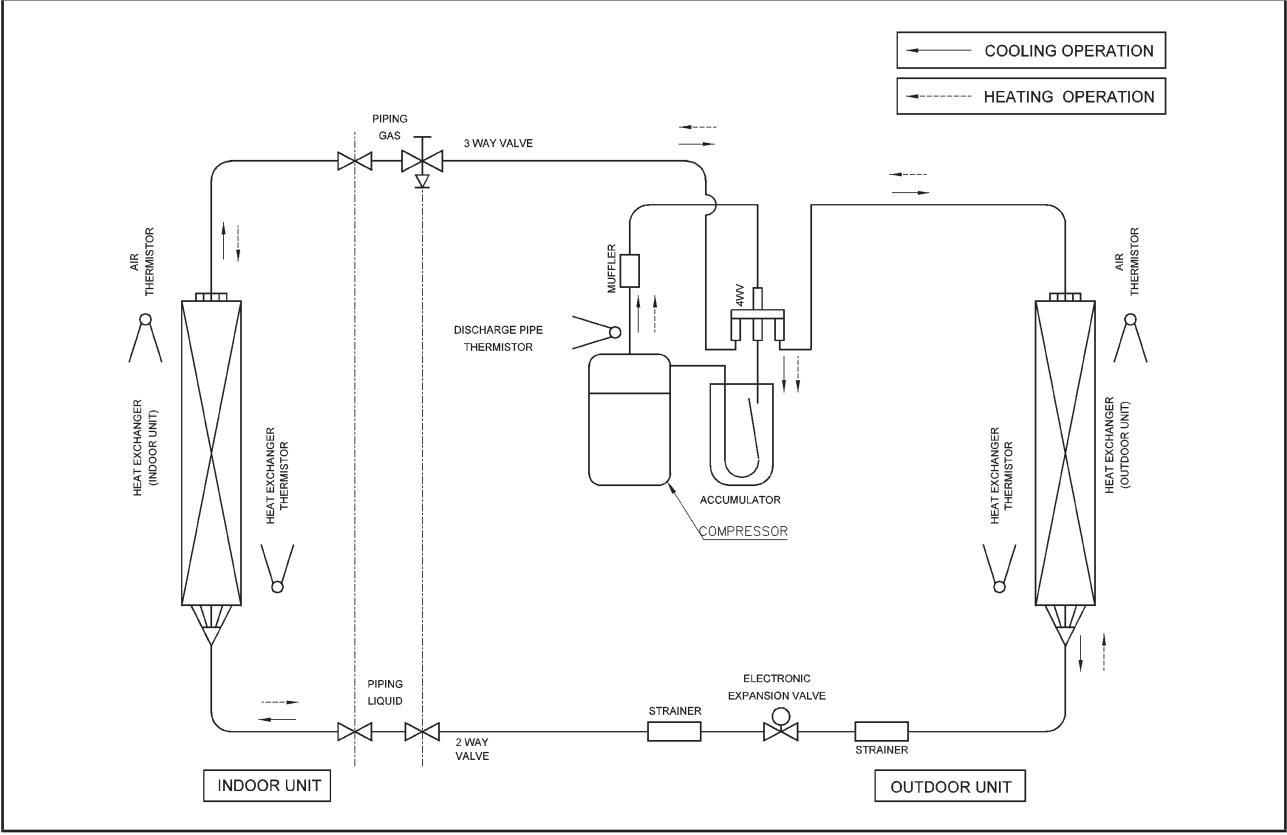 COOLING OPERATION
HEATING OPERATION
PIPING
GAS
3 WAY VALVE
AIR
THERMISTOR
MUFFLER
4WV
AIR
THERMISTOR
DISCHARGE PIPE
THERMISTOR
HEAT EXCHANGER
(INDOOR UNIT)
HEAT EXCHANGER
THERMISTOR
ACCUMULATOR
COMPRESSOR
HEAT EXCHANGER
THERMISTOR
HEAT EXCHANGER
(OUTDOOR UNIT)
PIPING
LIQUID
2 WAY
VALVE
STRAINER
ELECTRONIC
EXPANSION VALVE
STRAINER
INDOOR UNIT
OUTDOOR UNIT